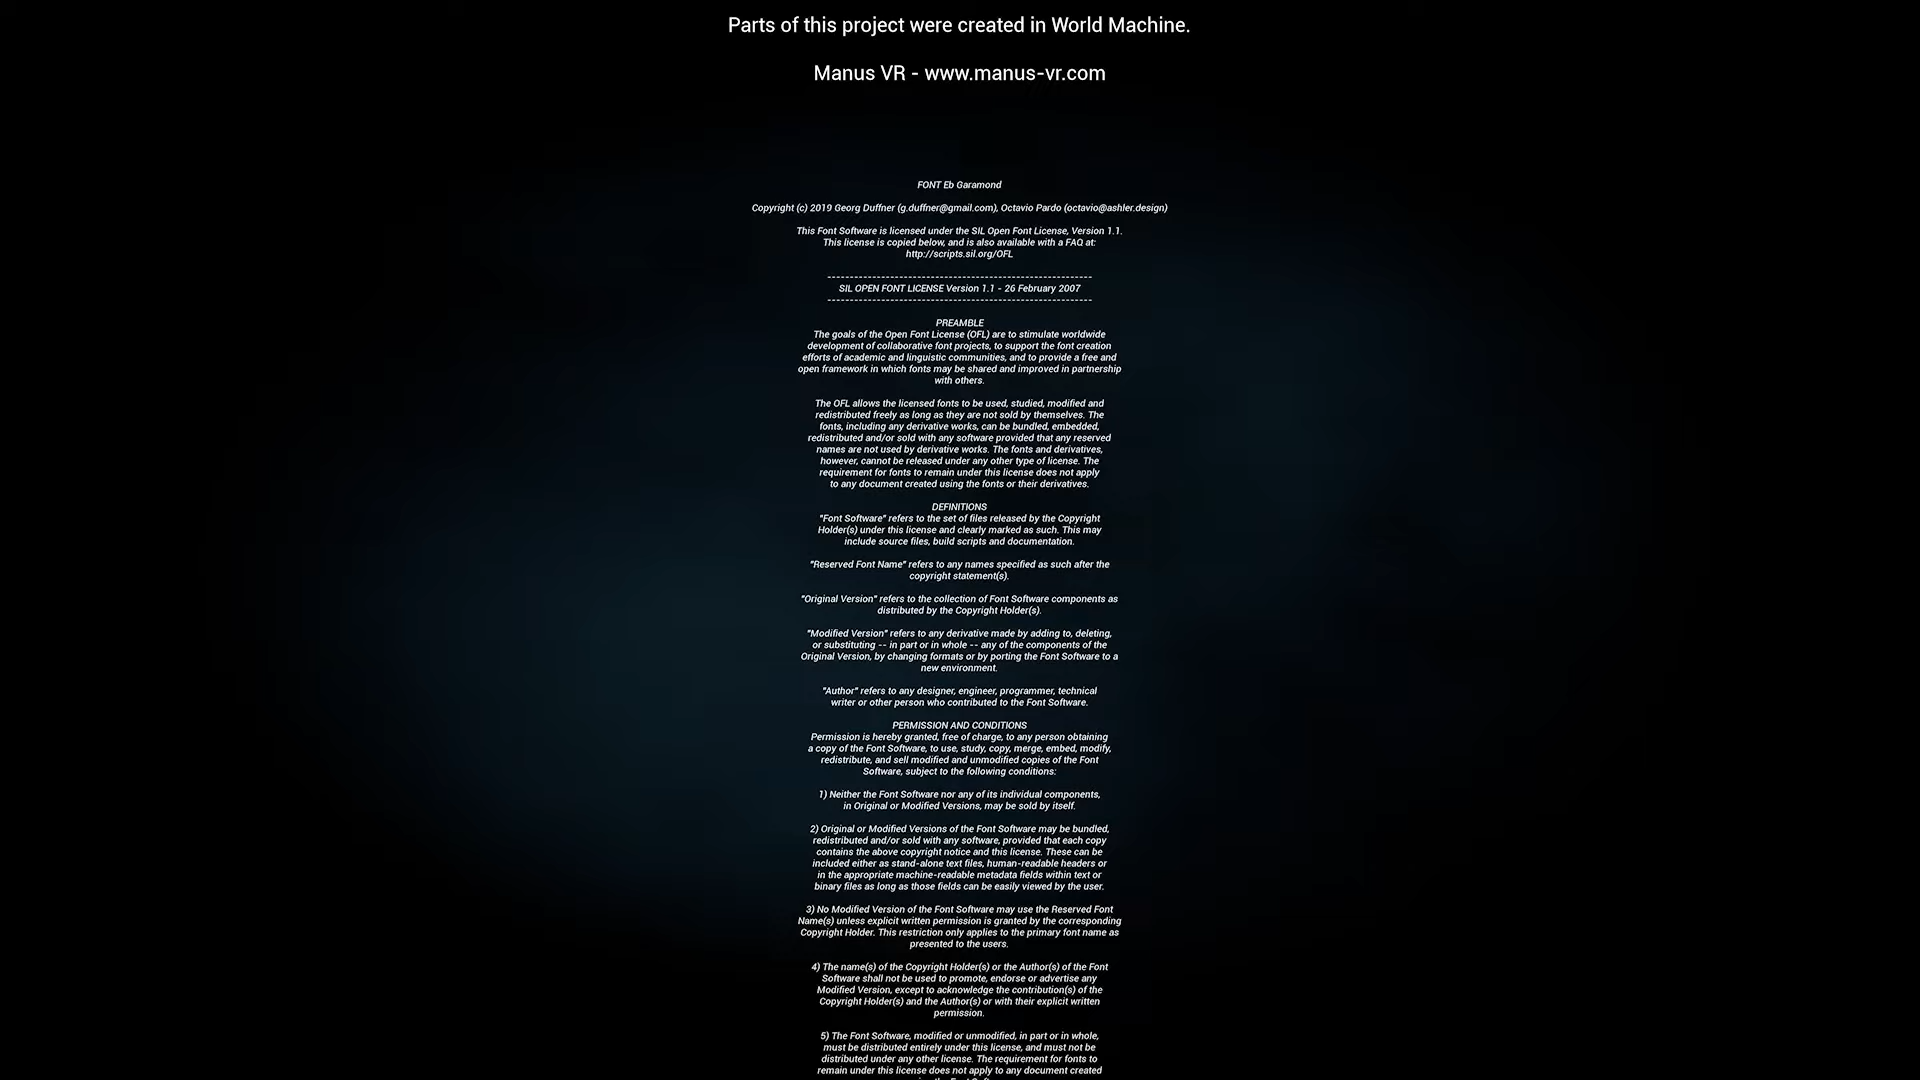 Parts of this project were created in World Machine.
Manus VR - www.manus-vr.com
FONT Eb Garamond
Copyright (c) 2019 Georg Duffner (g.duffner@gmail.com), Octavio Pardo (octavio@ashler.design)
This Font Software is licensed under the SIL Open Font License, Version 1.1.
This license is copied below, and is also available with a FAQ at:
http://scripts.sil.org/OFL
-----------------------------------------------------------
SIL OPEN FONT LICENSE Version 1.1 - 26 February 2007
-----------------------------------------------------------
PREAMBLE
The goals of the Open Font License (OFL) are to stimulate worldwide
development of collaborative font projects, to support the font creation
efforts of academic and linguistic communities, and to provide a free and
open framework in which fonts may be shared and improved in partnership
with others.
The OFL allows the licensed fonts to be used, studied, modified and
redistributed freely as long as they are not sold by themselves. The
fonts, including any derivative works, can be bundled, embedded,
redistributed and/or sold with any software provided that any reserved
names are not used by derivative works. The fonts and derivatives,
however, cannot be released under any other type of license. The
requirement for fonts to remain under this license does not apply
to any document created using the fonts or their derivatives.
DEFINITIONS
"Font Software" refers to the set of files released by the Copyright
Holder(s) under this license and clearly marked as such. This may
include source files, build scripts and documentation.
"Reserved Font Name" refers to any names specified as such after the
copyright statement(s).
"Original Version" refers to the collection of Font Software components as
distributed by the Copyright Holder(s).
"Modified Version" refers to any derivative made by adding to, deleting,
or substituting -- in part or in whole -- any of the components of the
Original Version, by changing formats or by porting the Font Software to a
new environment.
"Author" refers to any designer, engineer, programmer, technical
writer or other person who contributed to the Font Software.
PERMISSION AND CONDITIONS
Permission is hereby granted, free of charge, to any person obtaining
a copy of the Font Software, to use, study, copy, merge, embed, modify,
redistribute, and sell modified and unmodified copies of the Font
Software, subject to the following conditions:
1) Neither the Font Software nor any of its individual components,
in Original or Modified Versions, may be sold by itself.
2) Original or Modified Versions of the Font Software may be bundled,
redistributed and/or sold with any software, provided that each copy
contains the above copyright notice and this license. These can be
included either as stand-alone text files, human-readable headers or
in the appropriate machine-readable metadata fields within text or
binary files as long as those fields can be easily viewed by the user.
3) No Modified Version of the Font Software may use the Reserved Font
Name(s) unless explicit written permission is granted by the corresponding
Copyright Holder. This restriction only applies to the primary font name as
presented to the users.
4) The name(s) of the Copyright Holder(s) or the Author(s) of the Font
Software shall not be used to promote, endorse or advertise any
Modified Version, except to acknowledge the contribution(s) of the
Copyright Holder(s) and the Author(s) or with their explicit written
permission.
5) The Font Software, modified or unmodified, in part or in whole,
must be distributed entirely under this license, and must not be
distributed under any other license. The requirement for fonts to
remain under this license does not apply to any document created